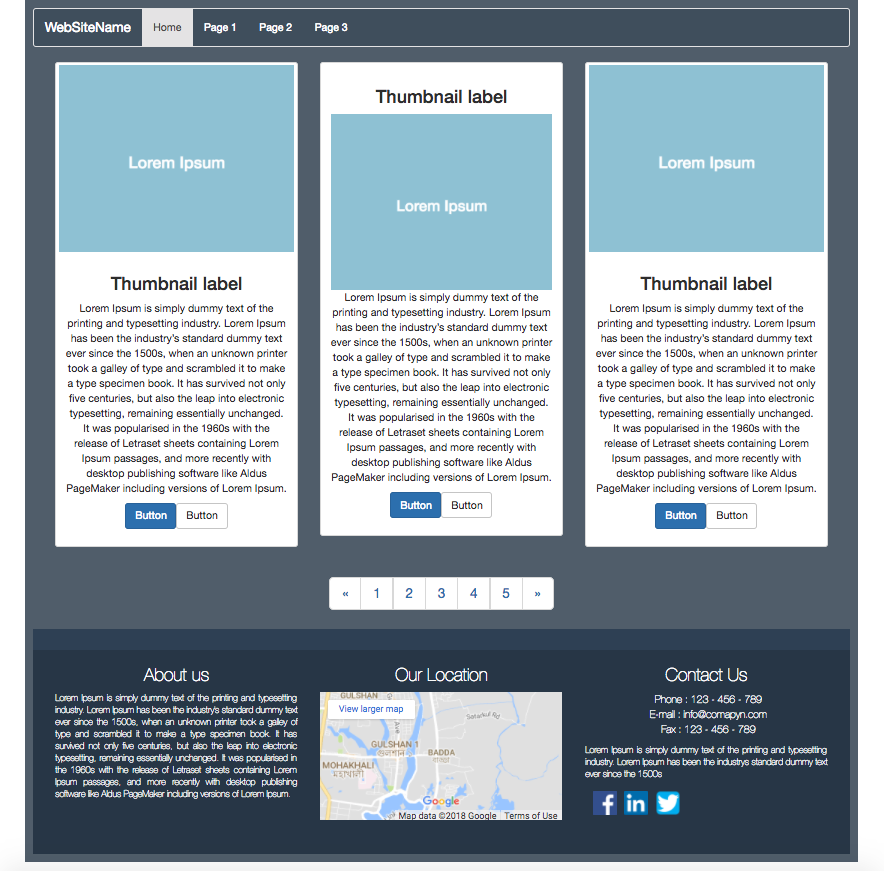 WebSiteName Home Page 1 Page 2 Page 3
Lorem Ipsum
Thumbnail label
Lorem Ipsum is simply dummy text of the
printing and typesetting industry. Lorem Ipsum
has been the industry's standard dummy text
ever since the 1500s, when an unknown printer
took a galley of type and scrambled it to make
a type specimen book. It has survived not only
five centuries, but also the leap into electronic
typesetting, remaining essentially unchanged.
It was popularised in the 1960s with the
release of Letraset sheets containing Lorem
Ipsum passages, and more recently with
desktop publishing software like Aldus
PageMaker including versions of Lorem Ipsum.
Button Button
Thumbnail label
Lorem Ipsum
Lorem Ipsum is simply dummy text of the
printing and typesetting industry. Lorem Ipsum
has been the industry's standard dummy text
ever since the 1500s, when an unknown printer
took a galley of type and scrambled it to make
a type specimen book. It has survived not only
five centuries, but also the leap into electronic
typesetting, remaining essentially unchanged.
It was popularised in the 1960s with the
release of Letraset sheets containing Lorem
Ipsum passages, and more recently with
desktop publishing software like Aldus
PageMaker including versions of Lorem Ipsum.
Button Button
Lorem Ipsum
Thumbnail label
Lorem Ipsum is simply dummy text of the
printing and typesetting industry. Lorem Ipsum
has been the industry's standard dummy text
ever since the 1500s, when an unknown printer
took a galley of type and scrambled it to make
a type specimen book. It has survived not only
five centuries, but also the leap into electronic
typesetting, remaining essentially unchanged.
It was popularised in the 1960s with the
release of Letraset sheets containing Lorem
Ipsum passages, and more recently with
desktop publishing software like Aldus
PageMaker including versions of Lorem Ipsum.
Button Button
« 1 2 3 4 5 »
About us
Lorem Ipsum is simply dummy text of the printing and typesetting
industry. Lorem Ipsum has been the industry's standard dummy text
ever since the 1500s, when an unknown printer took a galley of
type and scrambled it to make a type specimen book. It has
survived not only five centuries, but also the leap into electronic
typesetting, remaining essentially unchanged. It was popularised in
the 1960s with the release of Letraset sheets containing Lorem
Ipsum passages, and more recently with desktop publishing
software like Aldus PageMaker including versions of Lorem Ipsum.
Our Location
GULSHAN
View larger map
Satarkul Rd
Ave
GULSHAN 1
BADDA
বাড্ডা
MOHAKHALI
মহাখালী
Google
Map data ©2018 Google Terms of Use
Contact Us
Phone : 123 - 456 - 789
E-mail : info@comapyn.com
Fax : 123 - 456 - 789
Lorem Ipsum is simply dummy text of the printing and typesetting
industry. Lorem Ipsum has been the industrys standard dummy text
ever since the 1500s
f in